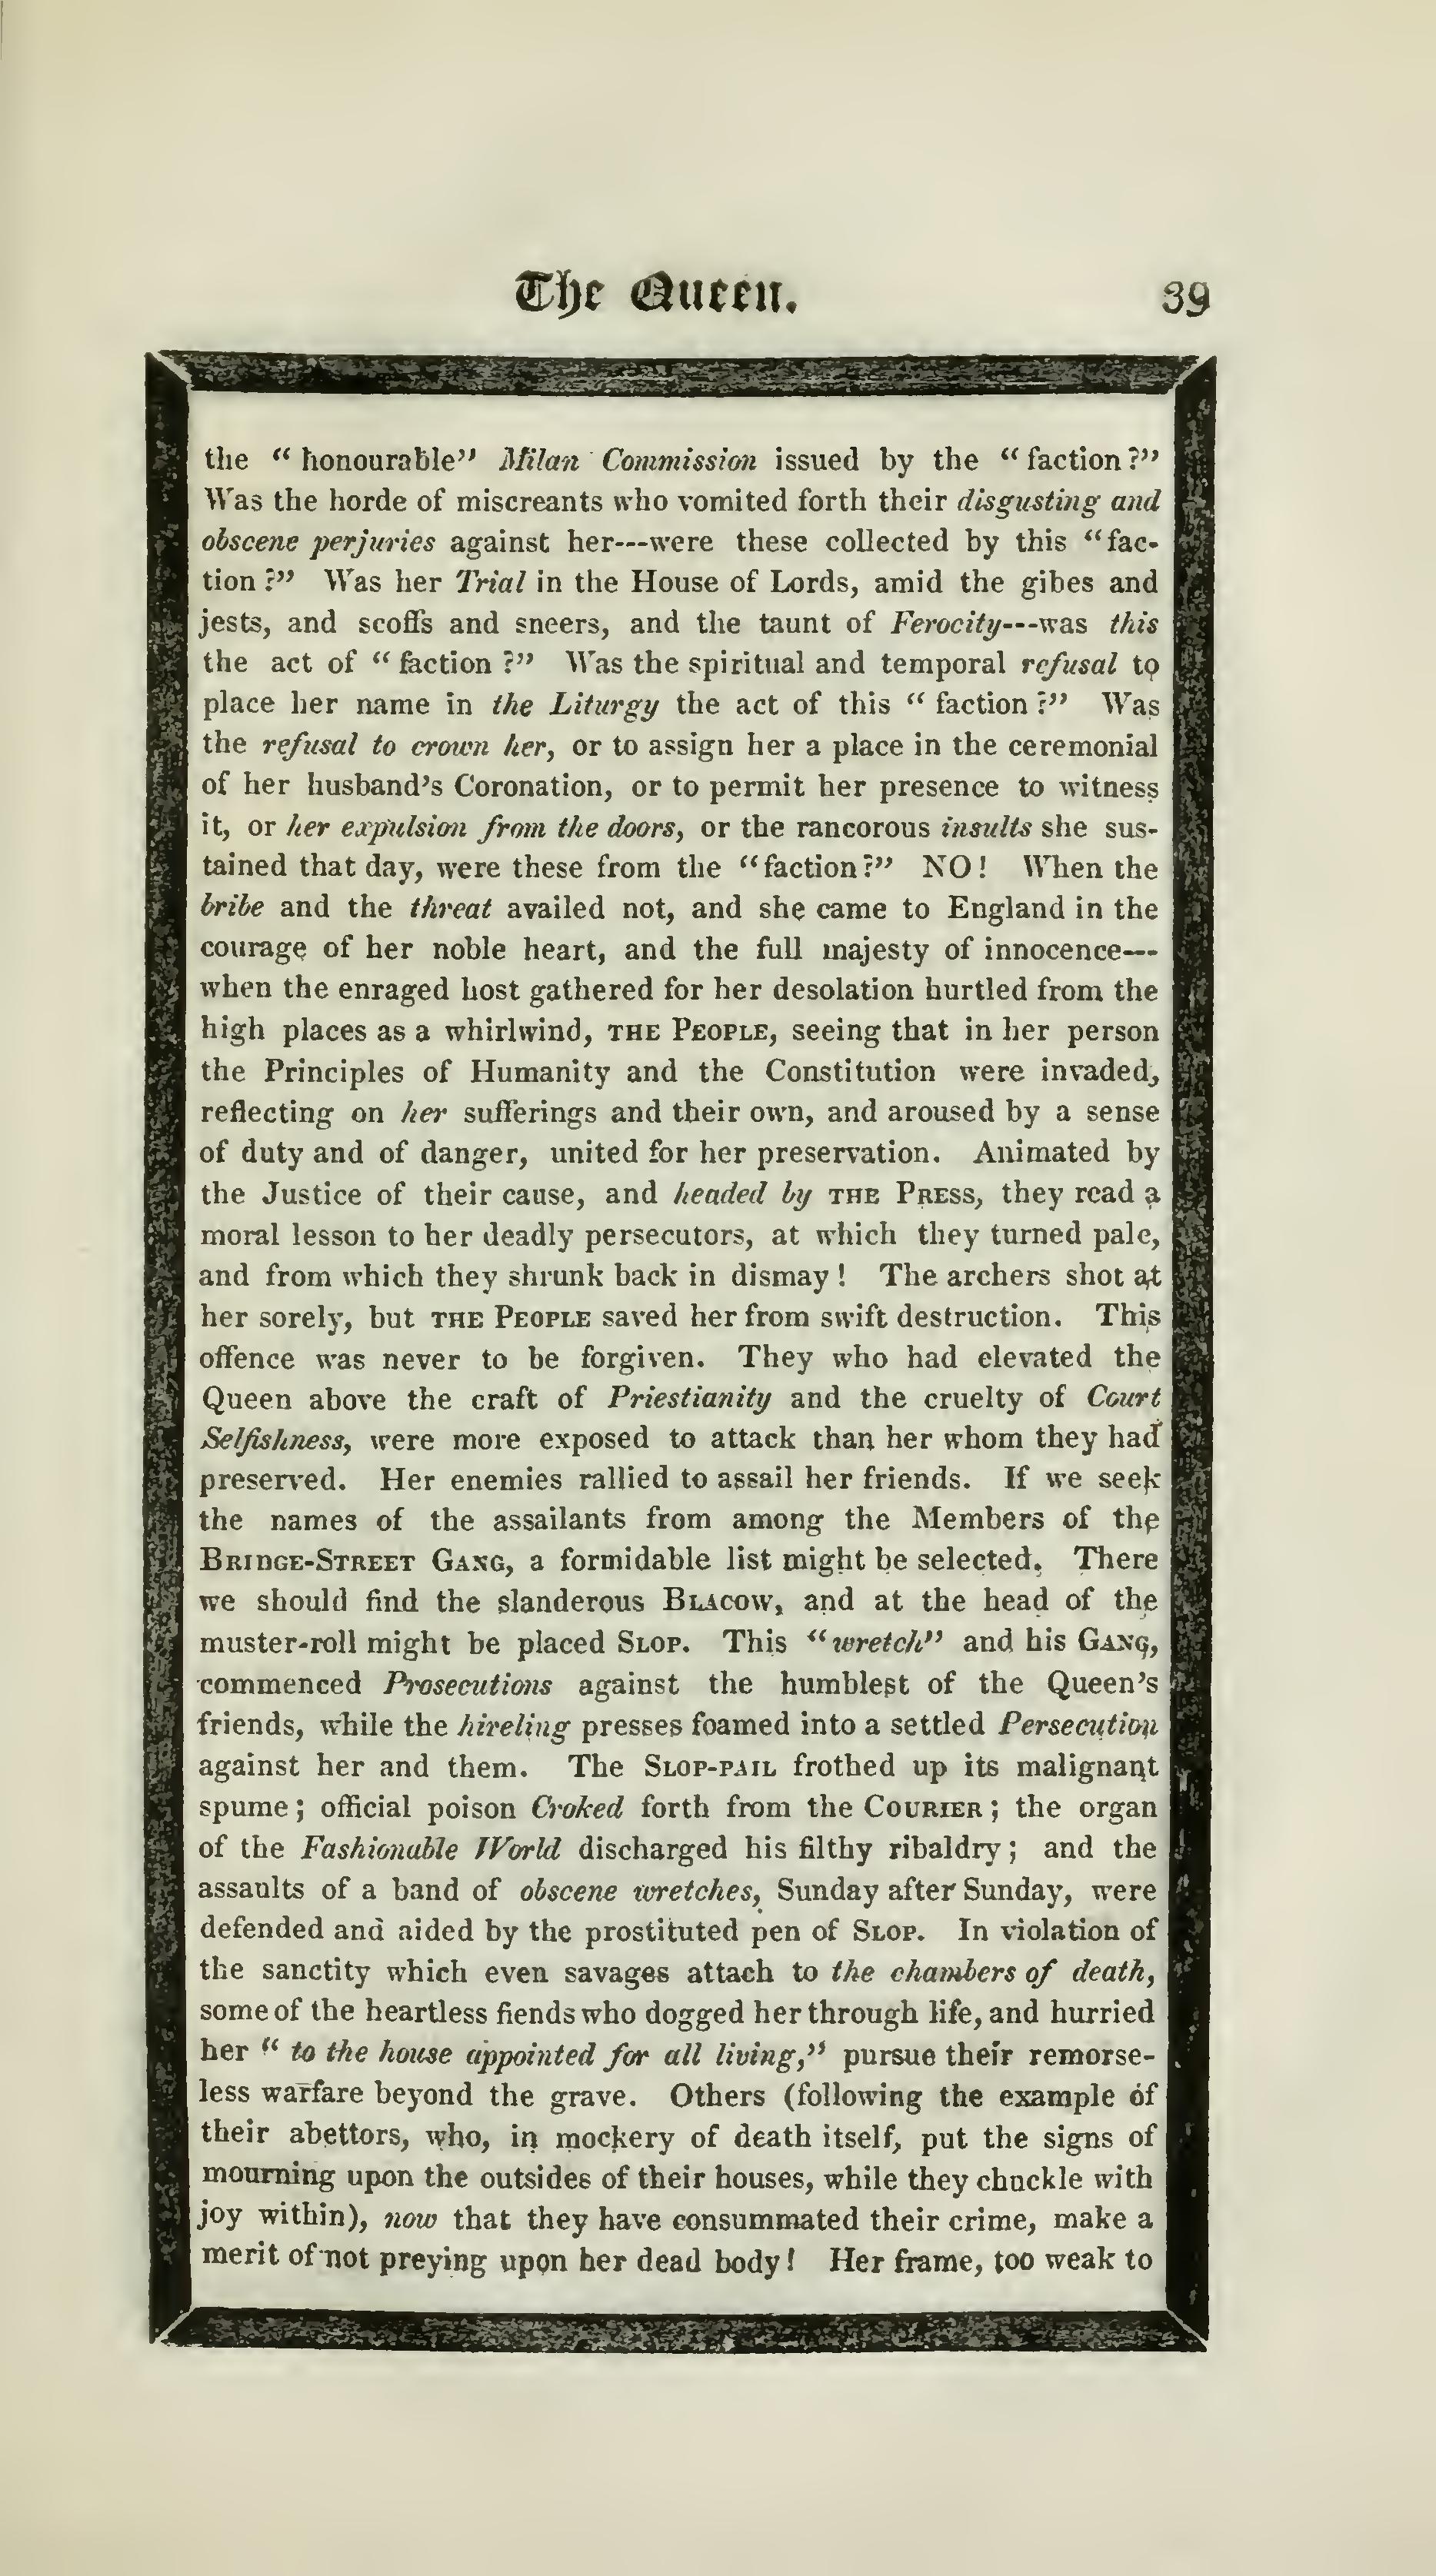 The Queen. 39
the "honourable" Milan Commission issued by the "faction?"
Was the horde of miscreants who vomited forth their disgusting and
obscene perjuries against her---were these collected by this "fac-
tion?" Was her Trial in the House of Lords, amid the gibes and
jests, and scoffs and sneers, and the taunt of Ferocity---was this
the act of "faction?" Was the spiritual and temporal refusal to
place her name in the Liturgy the act of this "faction?" Was
the refusal to crown her, or to assign her a place in the ceremonial
of her husband's Coronation, or to permit her presence to witness
it, or her expulsion from the doors, or the rancorous insults she sus-
tained that day, were these from the "faction?" NO! When the
bribe and the threat availed not, and she came to England in the
courage of her noble heart, and the full majesty of innocence---
when the enraged host gathered for her desolation hurtled from the
high places as a whirlwind, THE PEOPLE, seeing that in her person
the Principles of Humanity and the Constitution were invaded,
reflecting on her sufferings and their own, and aroused by a sense
of duty and of danger, united for her preservation. Animated by
the Justice of their cause, and headed by THE PRESS, they read a
moral lesson to her deadly persecutors, at which they turned pale,
and from which they shrunk back in dismay! The archers shot at
her sorely, but THE PEOPLE saved her from swift destruction. This
offence was never to be forgiven. They who had elevated the
Queen above the craft of Priestianity and the cruelty of Court
Selfishness, were more exposed to attack than her whom they had
preserved. Her enemies rallied to assail her friends. If we seek
the names of the assailants from among the Members of the
BRIDGE-STREET GANG, a formidable list might be selected. There
we should find the slanderous BLACOW, and at the head of the
muster-roll might be placed SLOP. This "wretch" and his GANG,
commenced Prosecutions against the humblest of the Queen's
friends, while the hireling presses foamed into a settled Persecution
against her and them. The SLOP-PAIL frothed up its malignant
spume; official poison Croked forth from the COURIER; the organ
of the Fashionable World discharged his filthy ribaldry; and the
assaults of a band of obscene wretches, Sunday after Sunday, were
defended and aided by the prostituted pen of SLOP. In violation of
the sanctity which even savages attach to the chambers of death,
some of the heartless fiends who dogged her through life, and hurried
her "to the house appointed for all living," pursue their remorse-
less warfare beyond the grave. Others (following the example of
their abettors, who, in mockery of death itself, put the signs of
mourning upon the outsides of their houses, while they chuckle with
joy within), now that they have consummated their crime, make a
merit of not preying upon her dead body! Her frame, too weak to